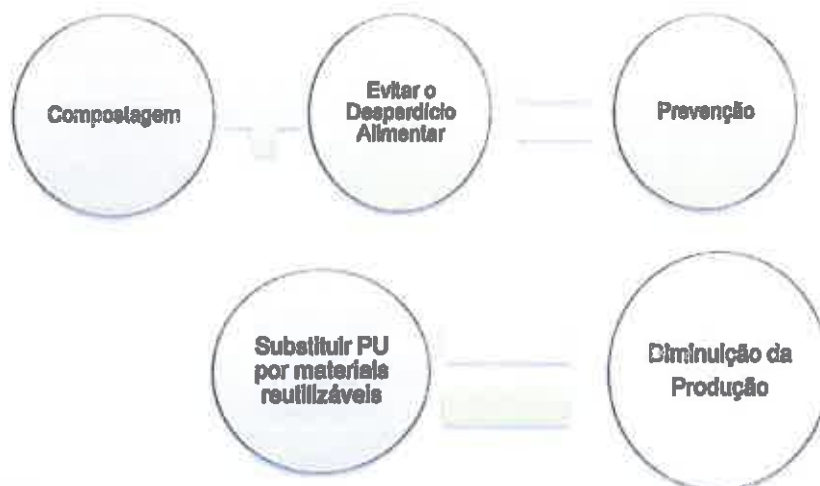 Compostagem
Evitar o
Desperdício
Alimentar
Prevenção
Substituir PU
por materiais
reutilizáveis
Diminuição da
Produção